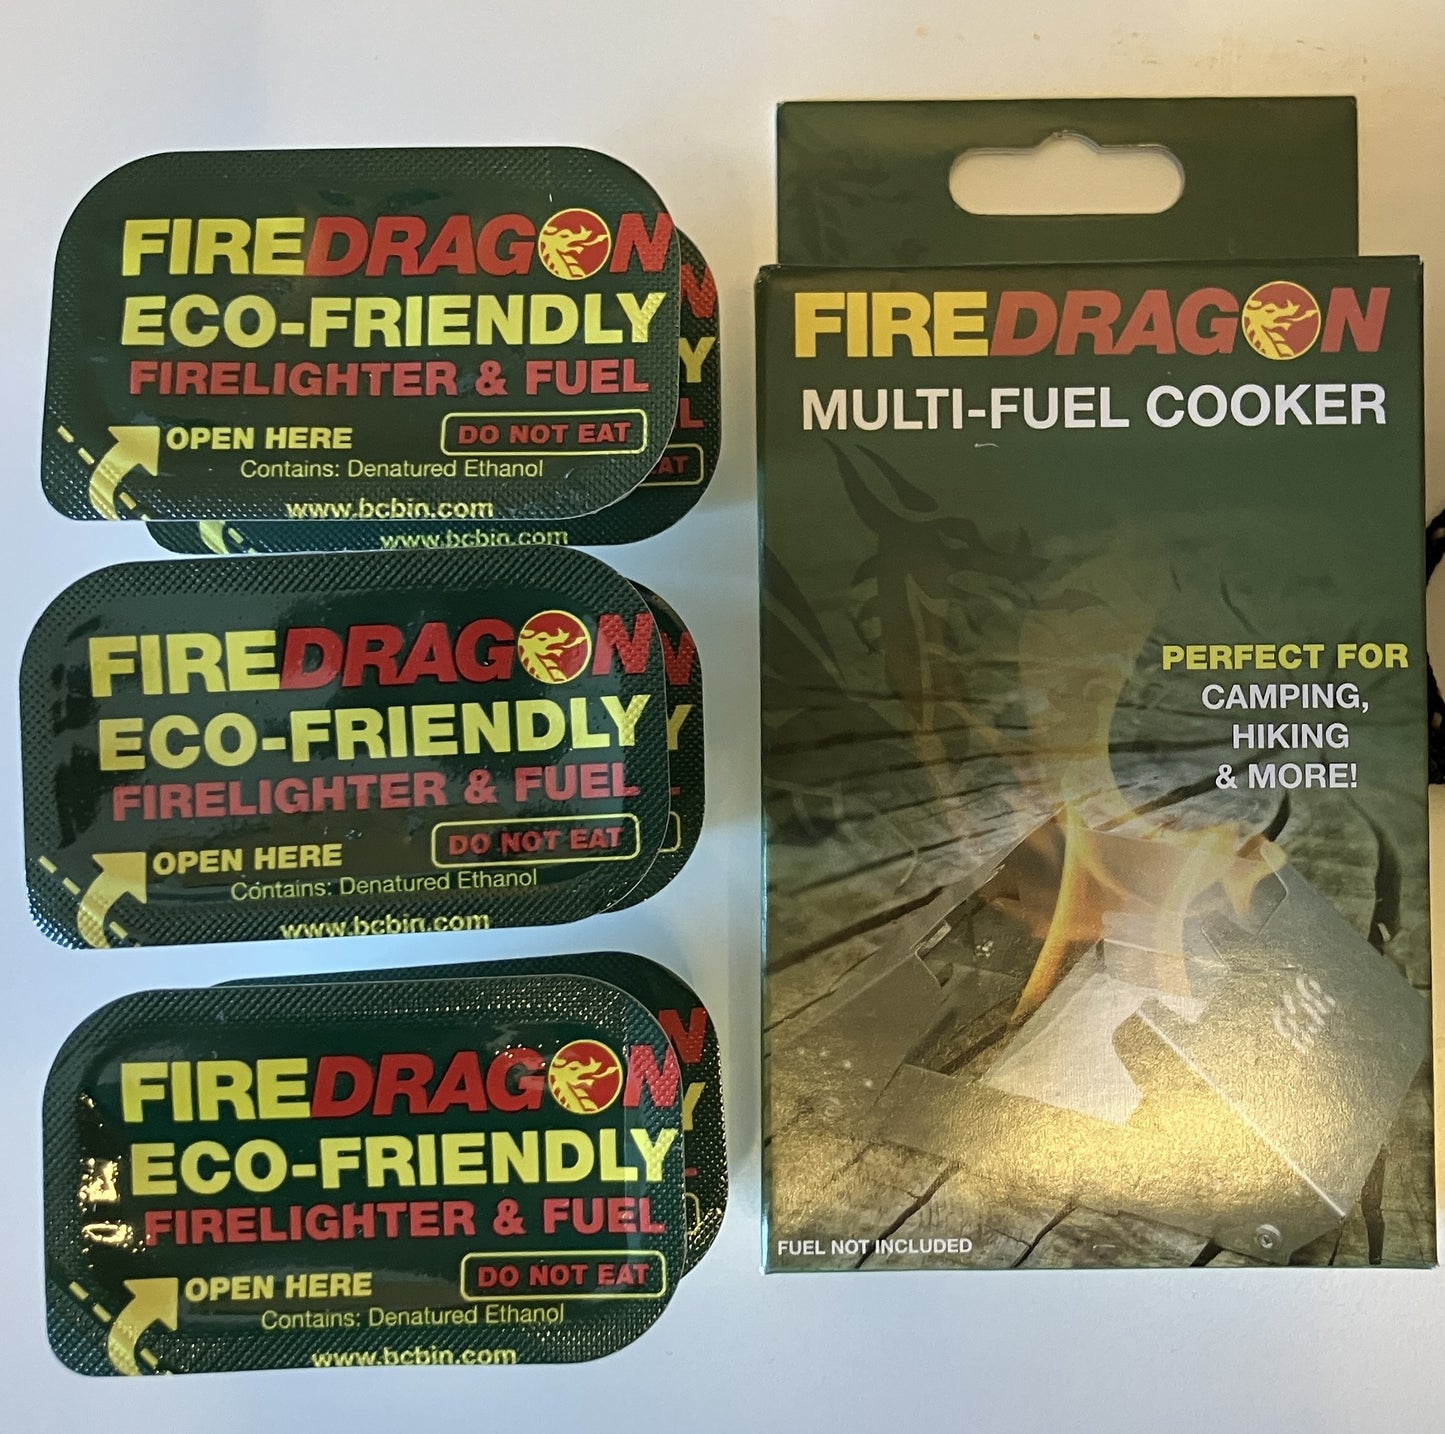 FIREDRAGON
ECO-FRIENDLY
FIRELIGHTER & FUEL
OPEN HERE
DO NOT EAT
Contains: Denatured Ethanol
www.bcbin.com
N
Y
L
EAT
www.bcbin.com
FIREDRAGON
ECO-FRIENDLY
FIRELIGHTER & FUEL
OPEN HERE
DO NOT EAT
Contains: Denatured Ethanol
www.bcbin.com
N
Y
FIREDRAGON
ECO-FRIENDLY
FIRELIGHTER & FUEL
OPEN HERE
DO NOT EAT
Contains: Denatured Ethanol
www.bcbin.com
N
Y
FIREDRAGON
MULTI-FUEL COOKER
PERFECT FOR
CAMPING,
HIKING
& MORE!
FUEL NOT INCLUDED